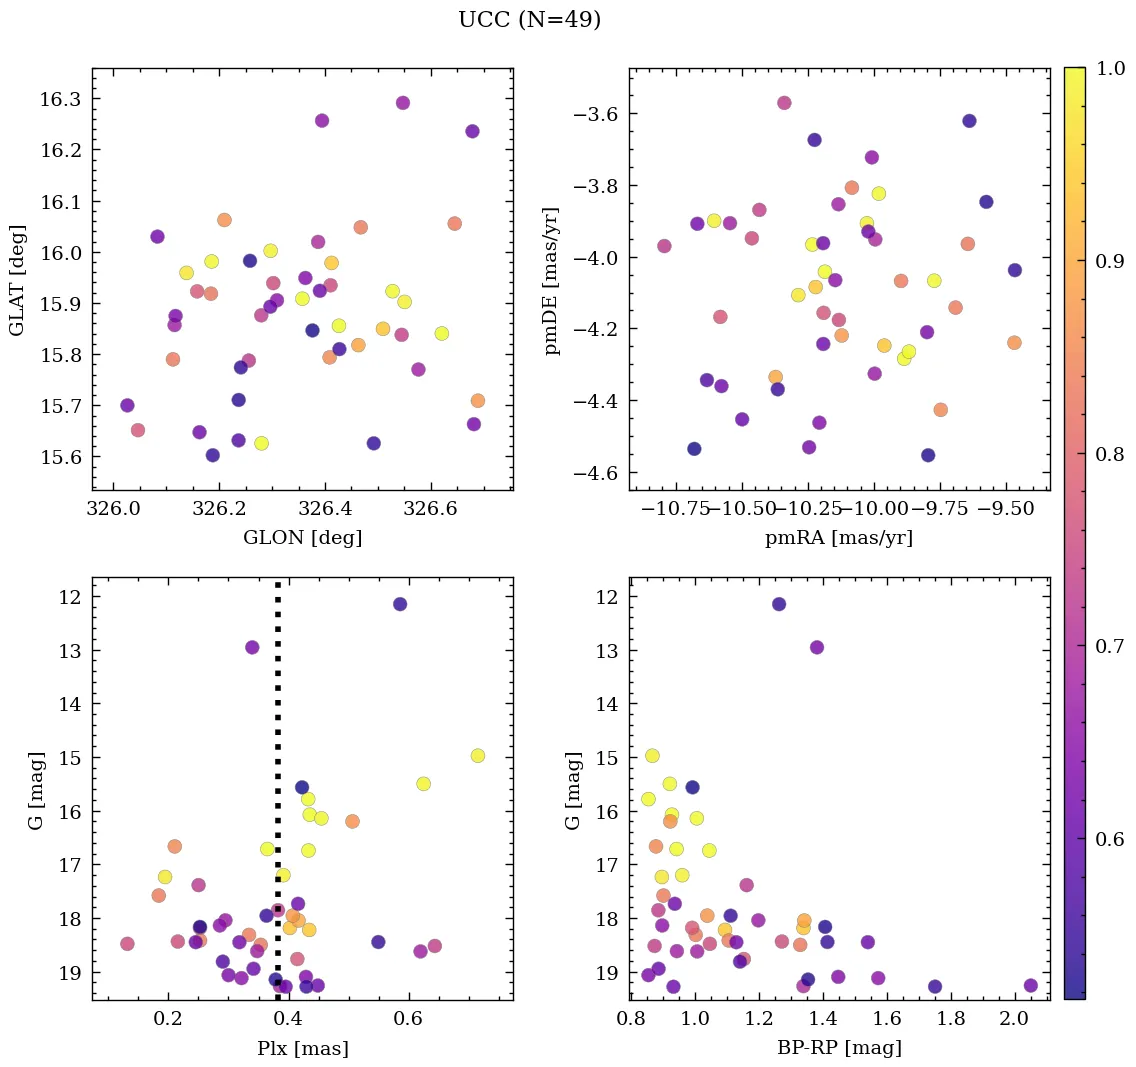 UCC (N=49)
16.3
16.2
16.1
16.0
15.9
15.8
15.7
15.6
GLAT [deg]
326.0 326.2 326.4 326.6
GLON [deg]
−3.6
−3.8
−4.0
−4.2
−4.4
−4.6
pmDE [mas/yr]
−10.75 −10.50 −10.25 −10.00 −9.75 −9.50
pmRA [mas/yr]
1.0
0.9
0.8
0.7
0.6
12
13
14
15
16
17
18
19
G [mag]
0.2 0.4 0.6
Plx [mas]
12
13
14
15
16
17
18
19
G [mag]
0.8 1.0 1.2 1.4 1.6 1.8 2.0
BP-RP [mag]